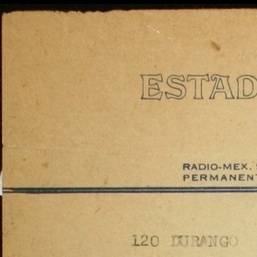 ESTAD
RADIO-MEX.
PERMANENT
120 DURANGO